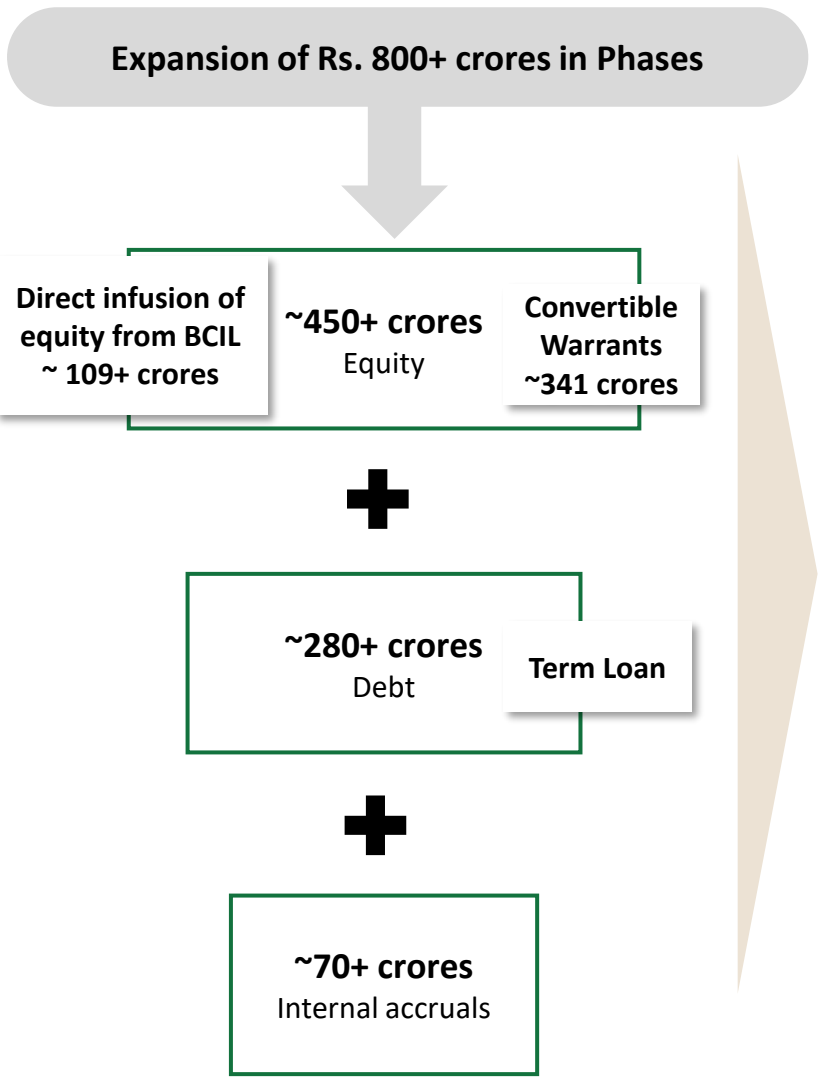 Expansion of Rs. 800+ crores in Phases
Direct infusion of
equity from BCIL
~ 109+ crores
~450+ crores
Equity
Convertible
Warrants
~341 crores
~280+ crores
Debt
Term Loan
~70+ crores
Internal accruals